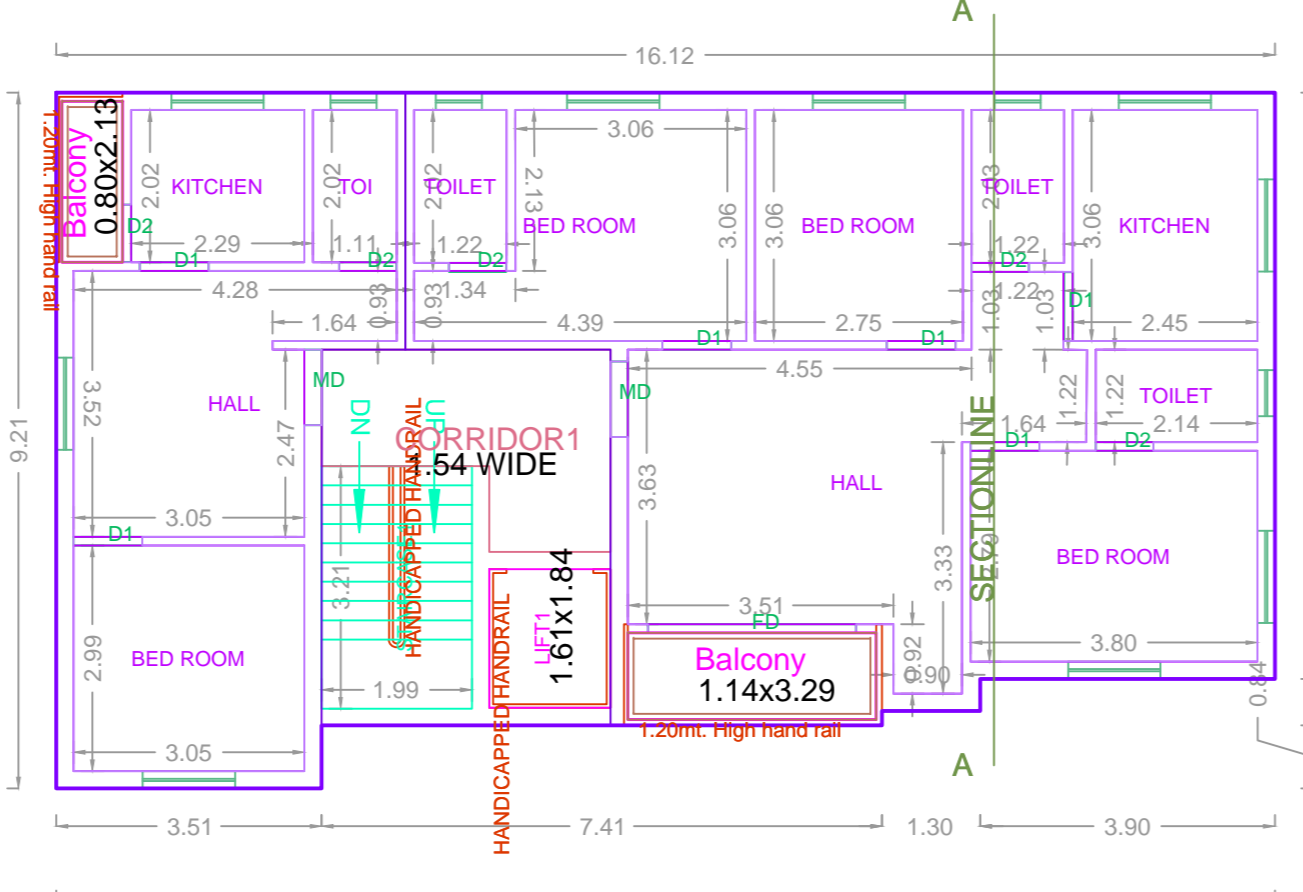 A
16.12
9.21
1.20mt. High hand rail
Balcony
0.80x2.13
2.02
KITCHEN
D2
2.29
D1
2.02
TOI
1.11
D2
2.02
TOILET
1.22
D2
3.06
2.13
BED ROOM
3.06
3.06
BED ROOM
2.03
TOILET
1.22
D2
3.06
KITCHEN
4.28
0.93
0.93
1.34
1.03
1.22
1.03
D1
1.64
4.39
D1
2.75
D1
2.45
3.52
HALL
2.47
MD
DN
UP
CORRIDOR1
1.54 WIDE
HANDICAPPED HANDRAIL
MD
4.55
1.64
1.22
1.22
TOILET
2.14
D1
D2
3.63
HALL
SECTIONLINE
3.05
D1
3.21
LIFT1
1.61x1.84
3.51
FD
3.33
BED ROOM
2.99
BED ROOM
1.99
HANDICAPPED HANDRAIL
Balcony
1.14x3.29
0.92
0.90
3.80
0.84
1.20mt. High hand rail
3.05
A
3.51
7.41
1.30
3.90